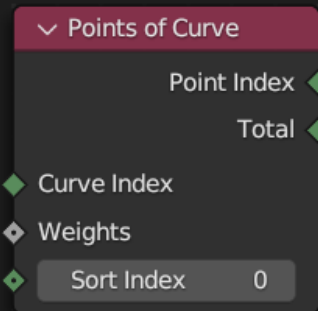 Points of Curve
Point Index
Total
Curve Index
Weights
Sort Index 0